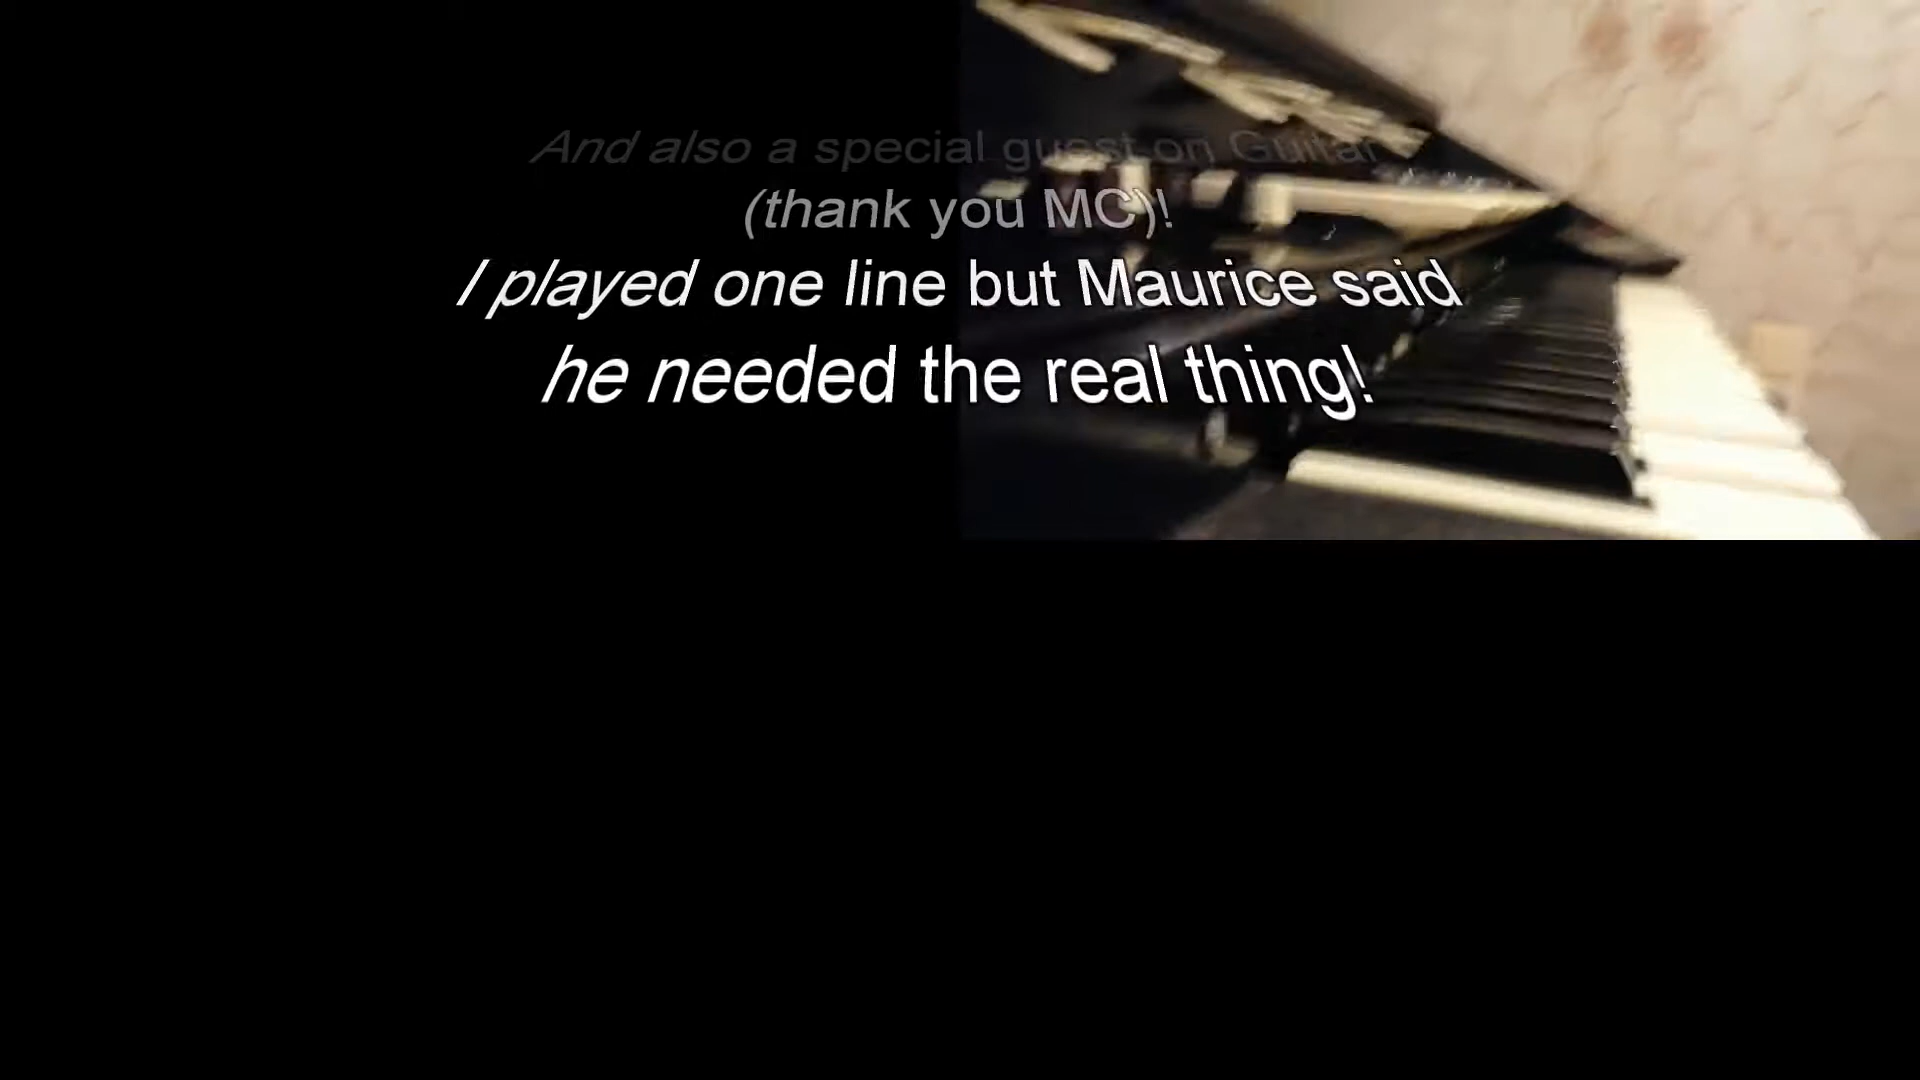 And also a special guest on Guitar
(thank you MC)!
I played one line but Maurice said
he needed the real thing!